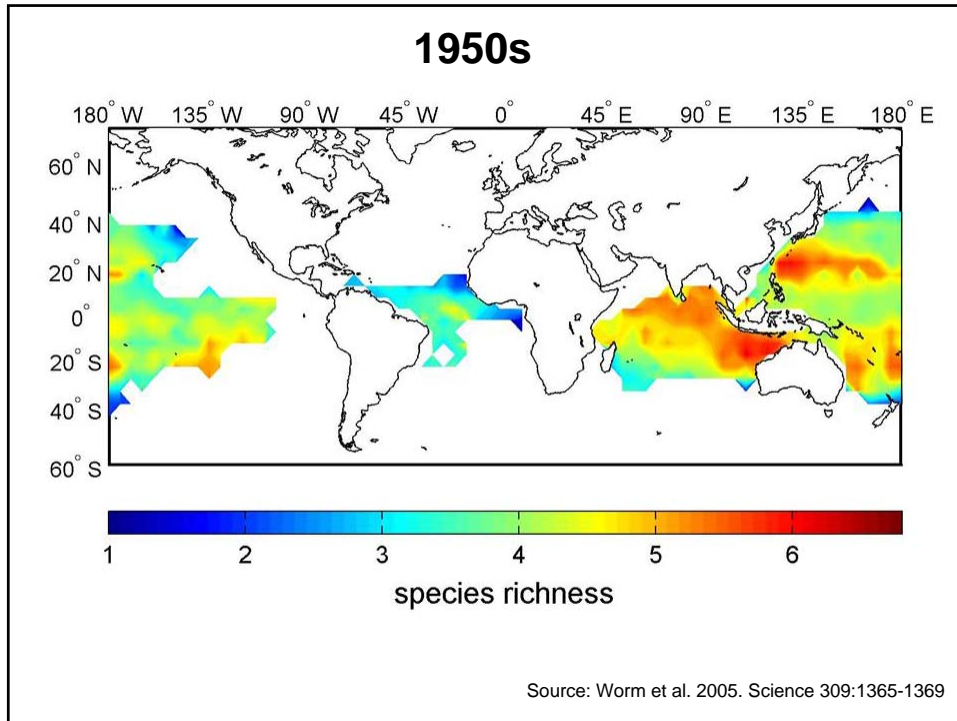 1950s
180° W 135° W 90° W 45° W 0° 45° E 90° E 135° E 180° E
60° N
40° N
20° N
0°
20° S
40° S
60° S
1 2 3 4 5 6
species richness
Source: Worm et al. 2005. Science 309:1365-1369